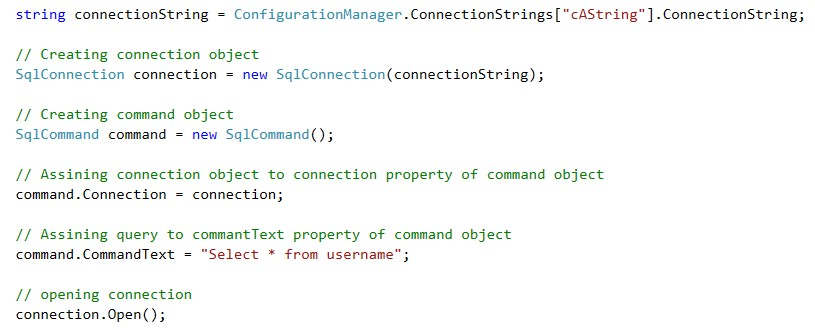 string connectionString = ConfigurationManager.ConnectionStrings["cAString"].ConnectionString;
// Creating connection object
SqlConnection connection = new SqlConnection(connectionString);
// Creating command object
SqlCommand command = new SqlCommand();
// Assining connection object to connection property of command object
command.Connection = connection;
// Assining query to commantText property of command object
command.CommandText = "Select * from username";
// opening connection
connection.Open();